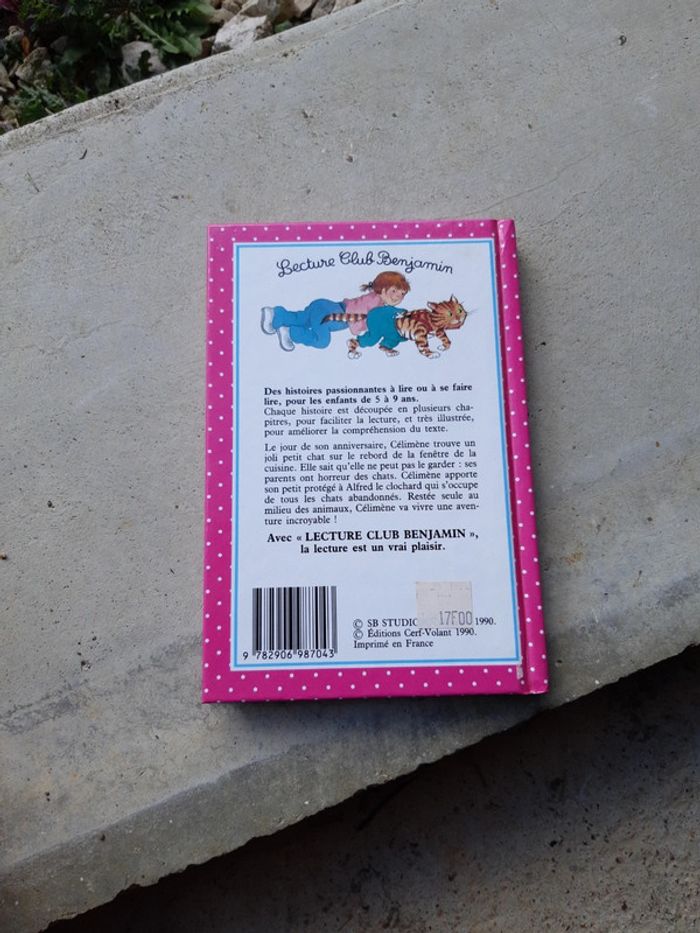 Lecture Club Benjamin
Des histoires passionnantes à lire ou à se faire
lire, pour les enfants de 5 à 9 ans.
Chaque histoire est découpée en plusieurs cha-
pitres, pour faciliter la lecture, et très illustrée,
pour améliorer la compréhension du texte.
Le jour de son anniversaire, Célimène trouve un
joli petit chat sur le rebord de la fenêtre de la
cuisine. Elle sait qu'elle ne peut pas le garder : ses
parents ont horreur des chats. Célimène apporte
son petit protégé à Alfred le clochard qui s'occupe
de tous les chats abandonnés. Restée seule au
milieu des animaux, Célimène va vivre une aven-
ture incroyable !
Avec « LECTURE CLUB BENJAMIN »,
la lecture est un vrai plaisir.
© SB STUDIO 17F00 1990.
© Éditions Cerf-Volant 1990.
Imprimé en France
9 782906 987043